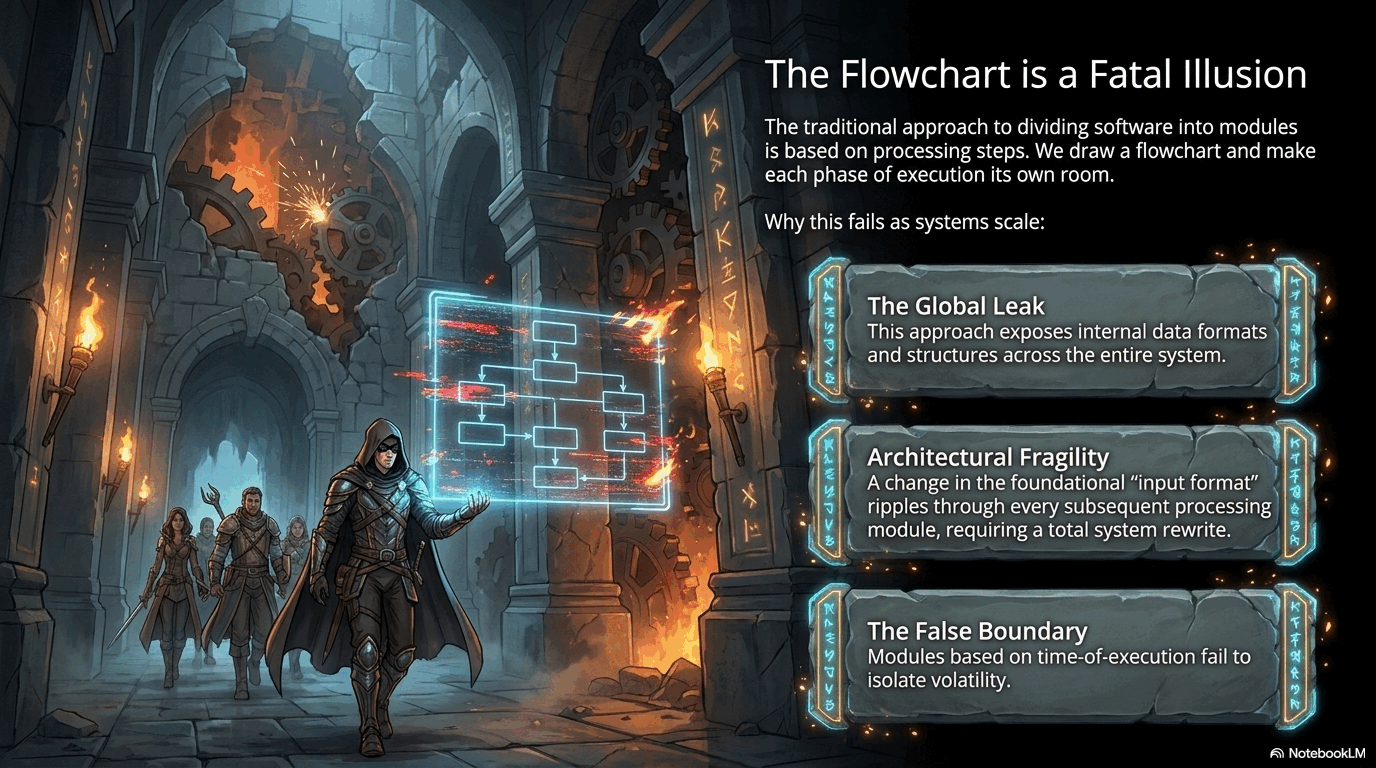 The Flowchart is a Fatal Illusion
The traditional approach to dividing software into modules
is based on processing steps. We draw a flowchart and make
each phase of execution its own room.
Why this fails as systems scale:
The Global Leak
This approach exposes internal data formats
and structures across the entire system.
Architectural Fragility
A change in the foundational “input format”
ripples through every subsequent processing
module, requiring a total system rewrite.
The False Boundary
Modules based on time-of-execution fail to
isolate volatility.
NotebookLM